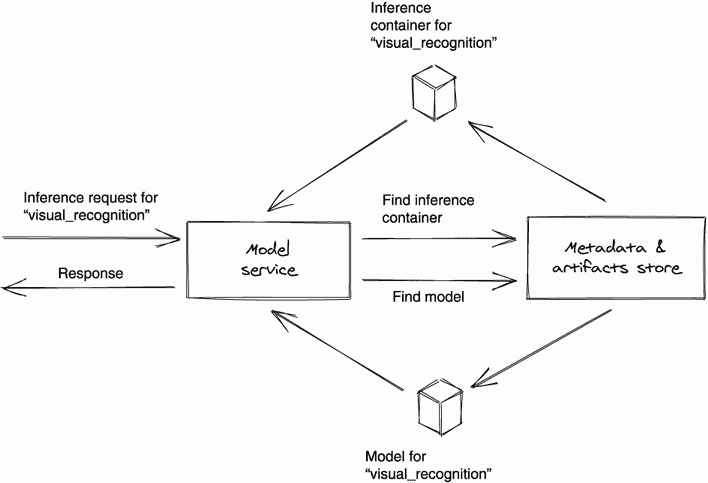 Inference
container for
“visual_recognition”
Inference request for
“visual_recognition”
Find inference
container
Model
service
Metadata &
artifacts store
Response
Find model
Model for
“visual_recognition”